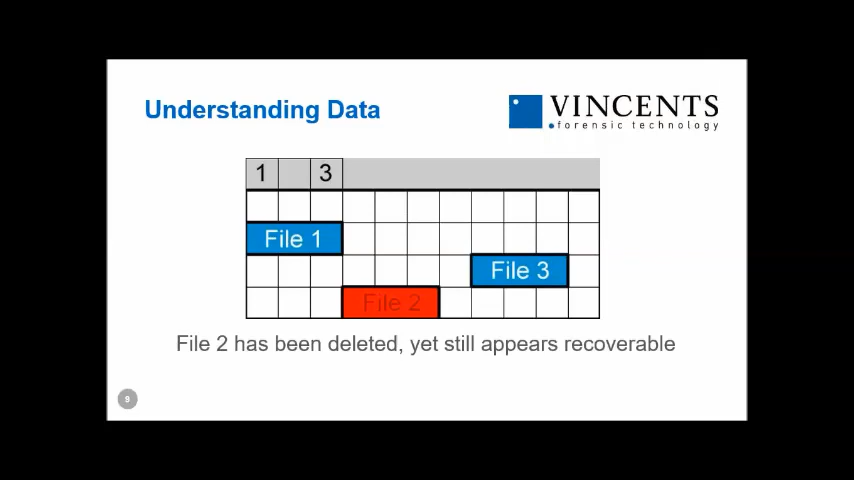 Understanding Data
VINCENTS
forensic technology
1 3
File 1
File 3
File 2
File 2 has been deleted, yet still appears recoverable
9